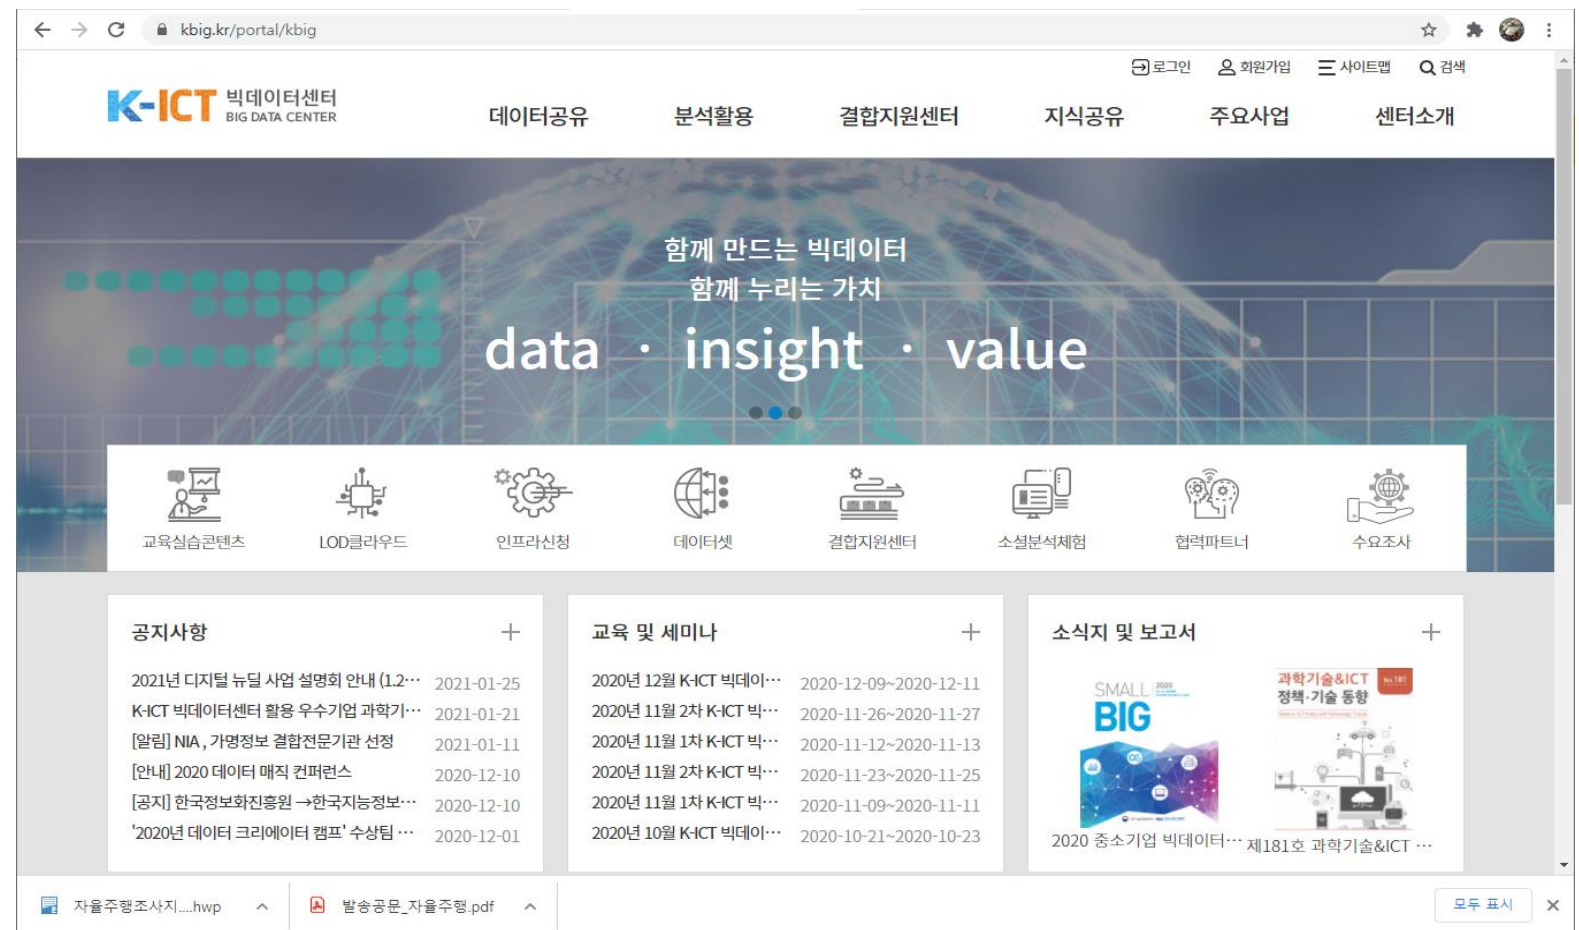 kbig.kr/portal/kbig
로그인 회원가입 사이트맵 검색
K-ICT 빅데이터센터
BIG DATA CENTER
데이터공유 분석활용 결합지원센터 지식공유 주요사업 센터소개
함께 만드는 빅데이터
함께 누리는 가치
data · insight · value
교육실습콘텐츠 LOD클라우드 인프라신청 데이터셋 결합지원센터 소셜분석체험 협력파트너 수요조사
공지사항
2021년 디지털 뉴딜 사업 설명회 안내 (1.2··· 2021-01-25
K-ICT 빅데이터센터 활용 우수기업 과학기··· 2021-01-21
[알림] NIA , 가명정보 결합전문기관 선정 2021-01-11
[안내] 2020 데이터 매직 컨퍼런스 2020-12-10
[공지] 한국정보화진흥원 →한국지능정보··· 2020-12-10
'2020년 데이터 크리에이터 캠프' 수상팀 ··· 2020-12-01
교육 및 세미나
2020년 12월 K-ICT 빅데이··· 2020-12-09~2020-12-11
2020년 11월 2차 K-ICT 빅··· 2020-11-26~2020-11-27
2020년 11월 1차 K-ICT 빅··· 2020-11-12~2020-11-13
2020년 11월 2차 K-ICT 빅··· 2020-11-23~2020-11-25
2020년 11월 1차 K-ICT 빅··· 2020-11-09~2020-11-11
2020년 10월 K-ICT 빅데이··· 2020-10-21~2020-10-23
소식지 및 보고서
SMALL 2020
BIG
2020 중소기업 빅데이터···
과학기술&ICT No.181
정책·기술 동향
제181호 과학기술&ICT ···
자율주행조사지....hwp
발송공문_자율주행.pdf
모두 표시